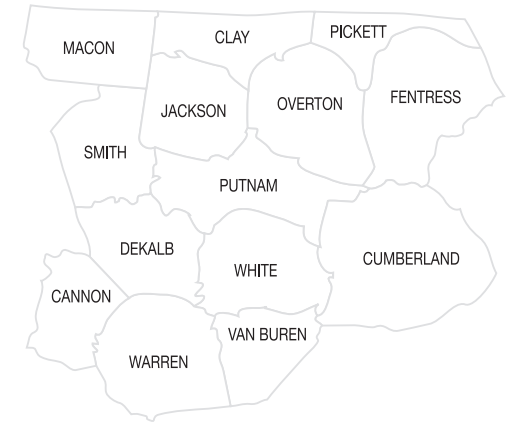 PICKETT
CLAY
MACON
FENTRESS
OVERTON
JACKSON
SMITH
PUTNAM
DEKALB
CUMBERLAND
WHITE
CANNON
VAN BUREN
WARREN